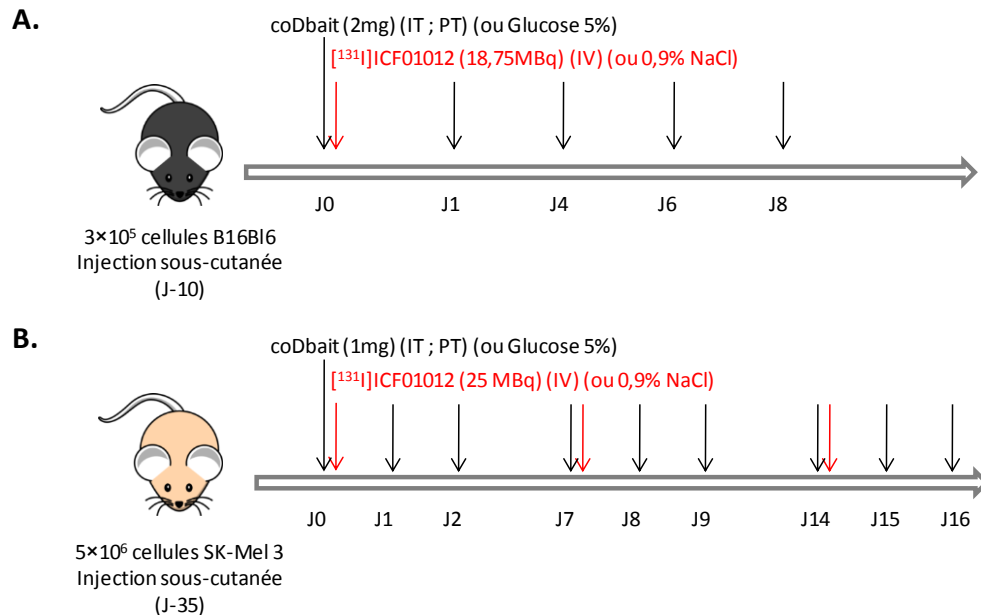 A.
coDbait (2mg) (IT ; PT) (ou Glucose 5%)
[¹³¹I]ICF01012 (18,75MBq) (IV) (ou 0,9% NaCl)
J0 J1 J4 J6 J8
3×10⁵ cellules B16Bl6
Injection sous-cutanée
(J-10)
B.
coDbait (1mg) (IT ; PT) (ou Glucose 5%)
[¹³¹I]ICF01012 (25 MBq) (IV) (ou 0,9% NaCl)
J0 J1 J2 J7 J8 J9 J14 J15 J16
5×10⁶ cellules SK-Mel 3
Injection sous-cutanée
(J-35)